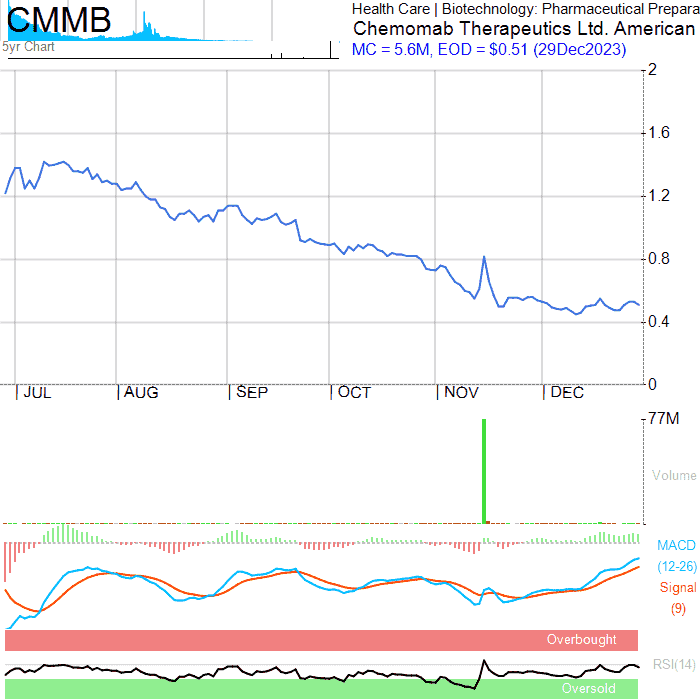 CMMB
5yr Chart
Health Care | Biotechnology: Pharmaceutical Prepara
Chemomab Therapeutics Ltd. American
MC = 5.6M, EOD = $0.51 (29Dec2023)
2
1.6
1.2
0.8
0.4
0
JUL AUG SEP OCT NOV DEC
77M
Volume
MACD
(12-26)
Signal
(9)
Overbought
RSI(14)
Oversold